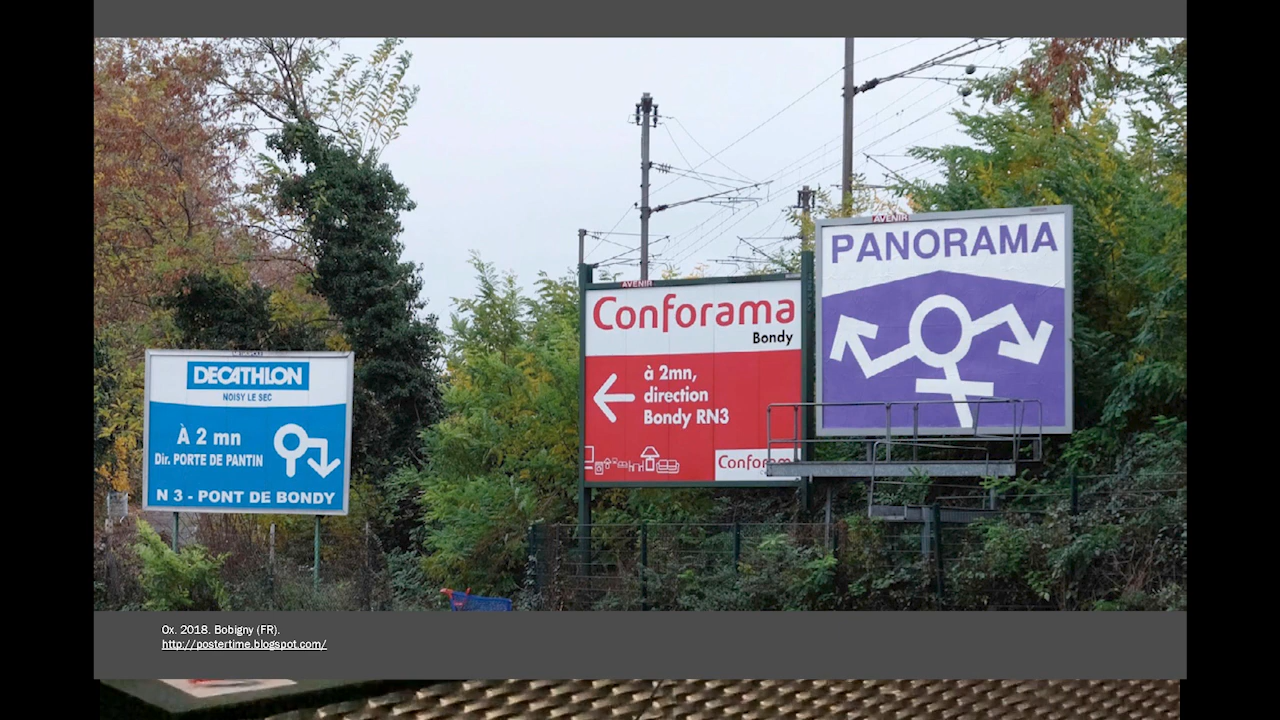 DECATHLON
NOISY LE SEC
À 2 mn
Dir. PORTE DE PANTIN
N 3 - PONT DE BONDY
AVENIR
Conforama
Bondy
à 2mn,
direction
Bondy RN3
Conforama
AVENIR
PANORAMA
Ox. 2018. Bobigny (FR).
http://postertime.blogspot.com/